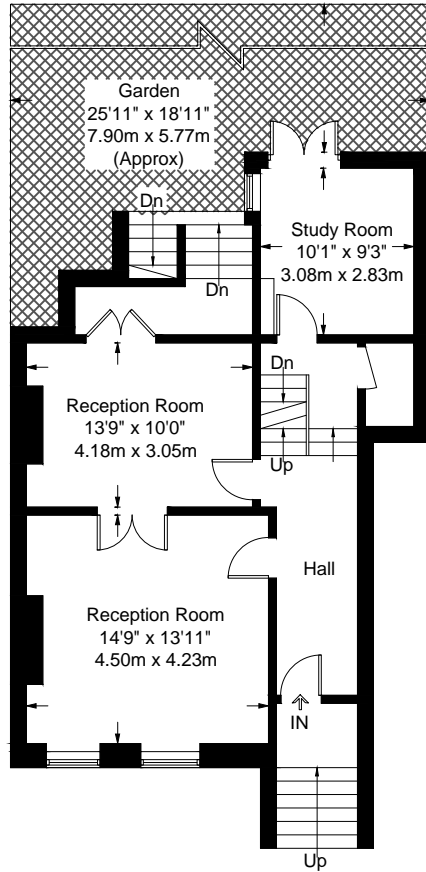 Garden
25'11" x 18'11"
7.90m x 5.77m
(Approx)
Dn
Dn
Study Room
10'1" x 9'3"
3.08m x 2.83m
Dn
Up
Reception Room
13'9" x 10'0"
4.18m x 3.05m
Hall
Reception Room
14'9" x 13'11"
4.50m x 4.23m
IN
Up